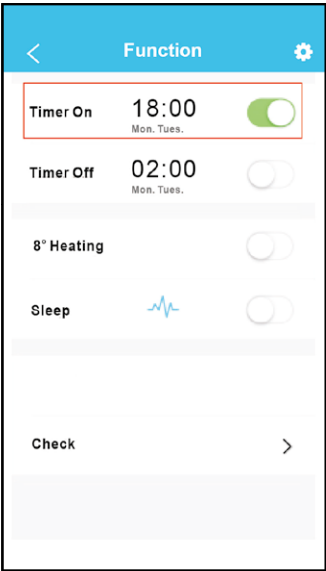 Function
Timer On 18:00
Mon. Tues.
Timer Off 02:00
Mon. Tues.
8° Heating
Sleep
Check